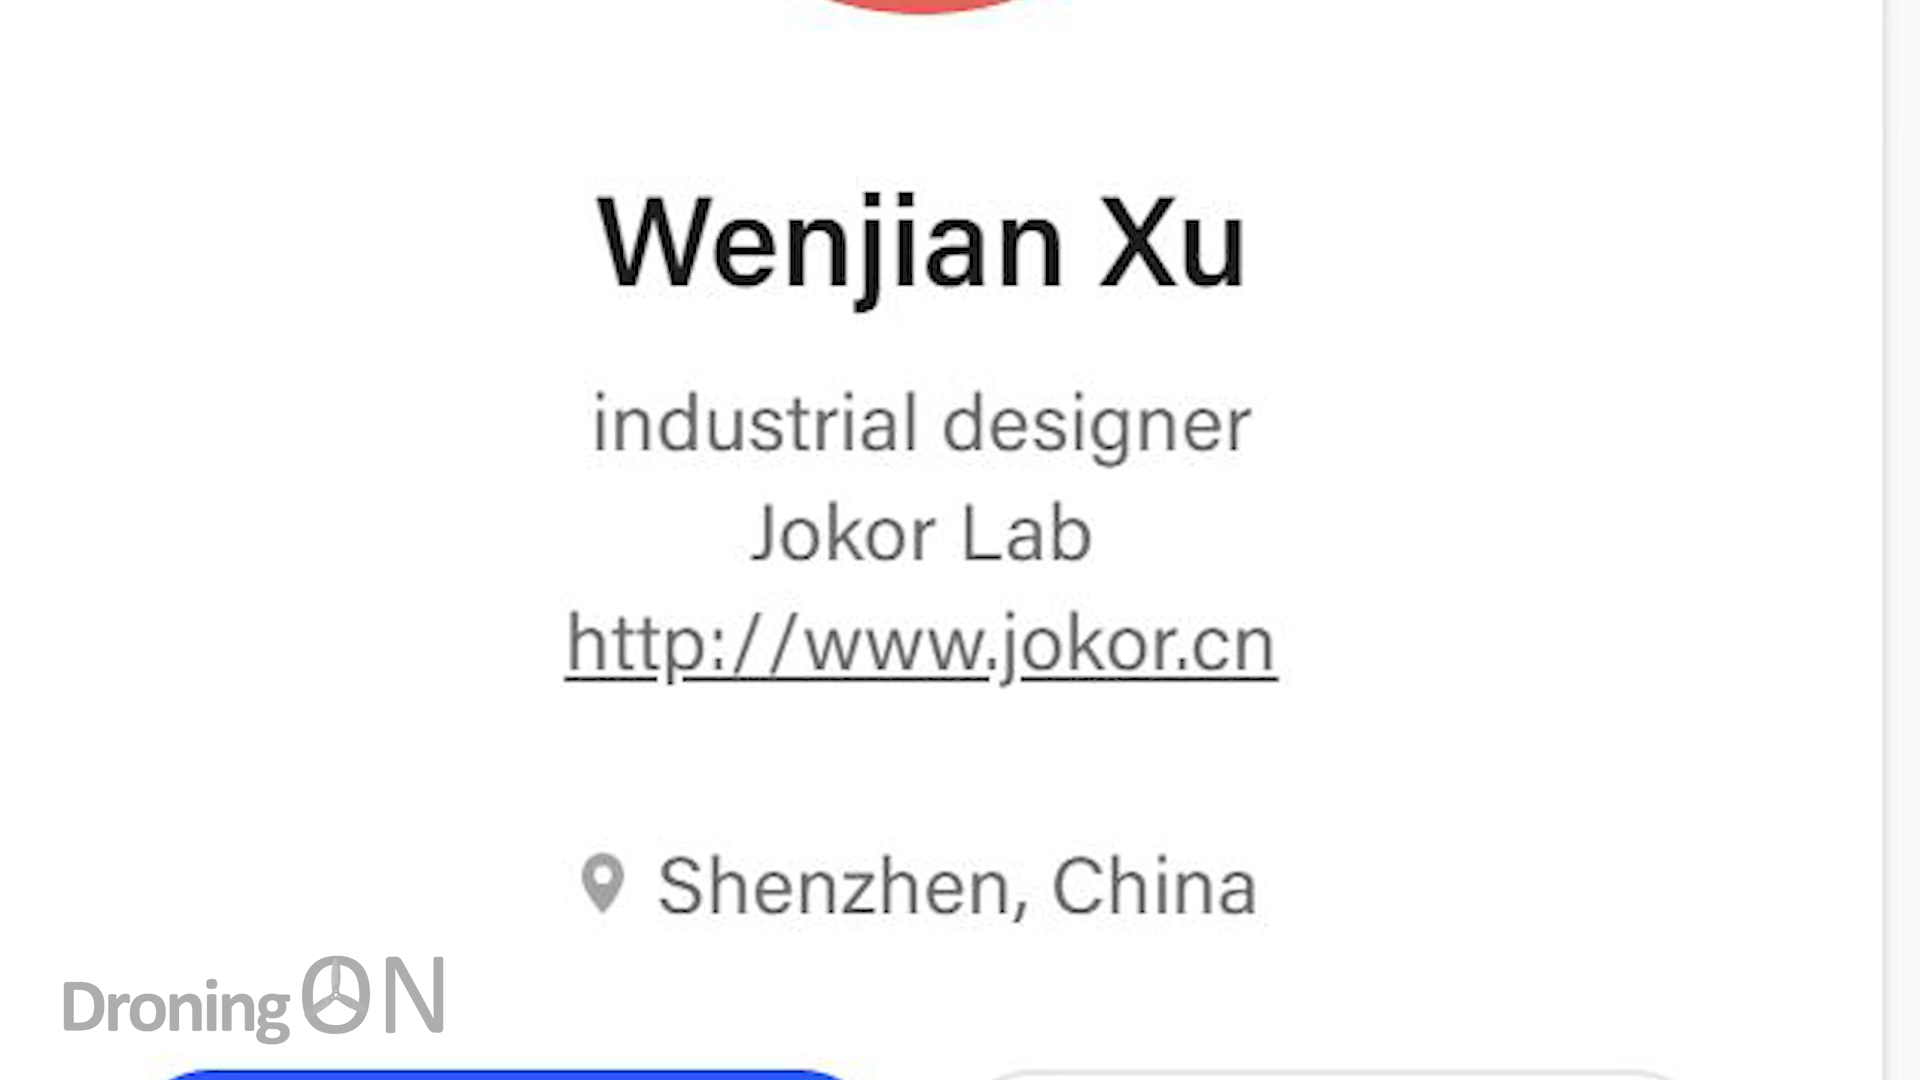 Wenjian Xu
industrial designer
Jokor Lab
http://www.jokor.cn
Shenzhen, China
DroningON